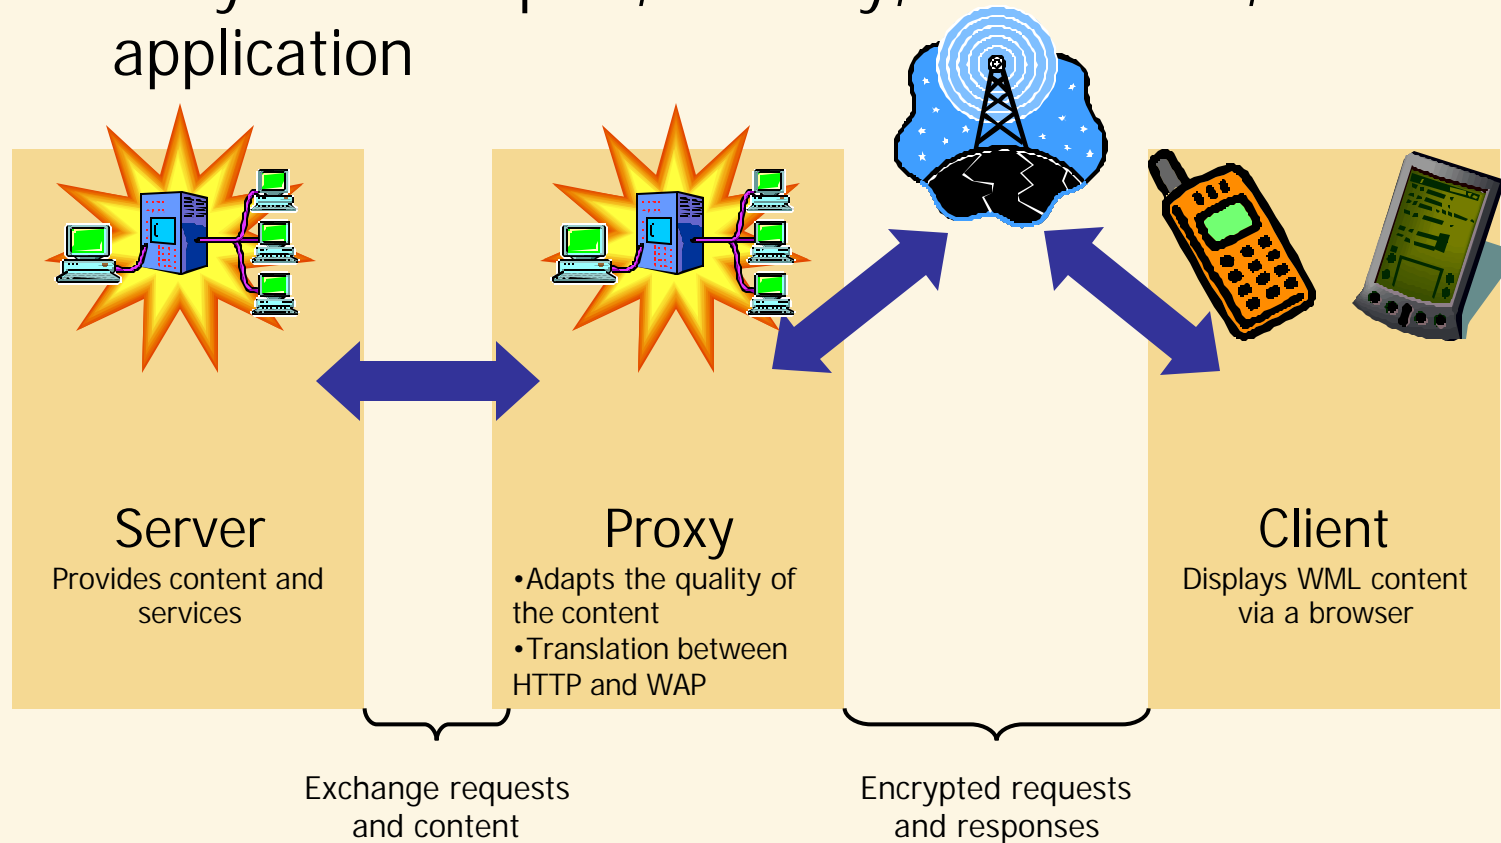 application
Server
Provides content and
services
Proxy
•Adapts the quality of
the content
•Translation between
HTTP and WAP
Client
Displays WML content
via a browser
Exchange requests
and content
Encrypted requests
and responses